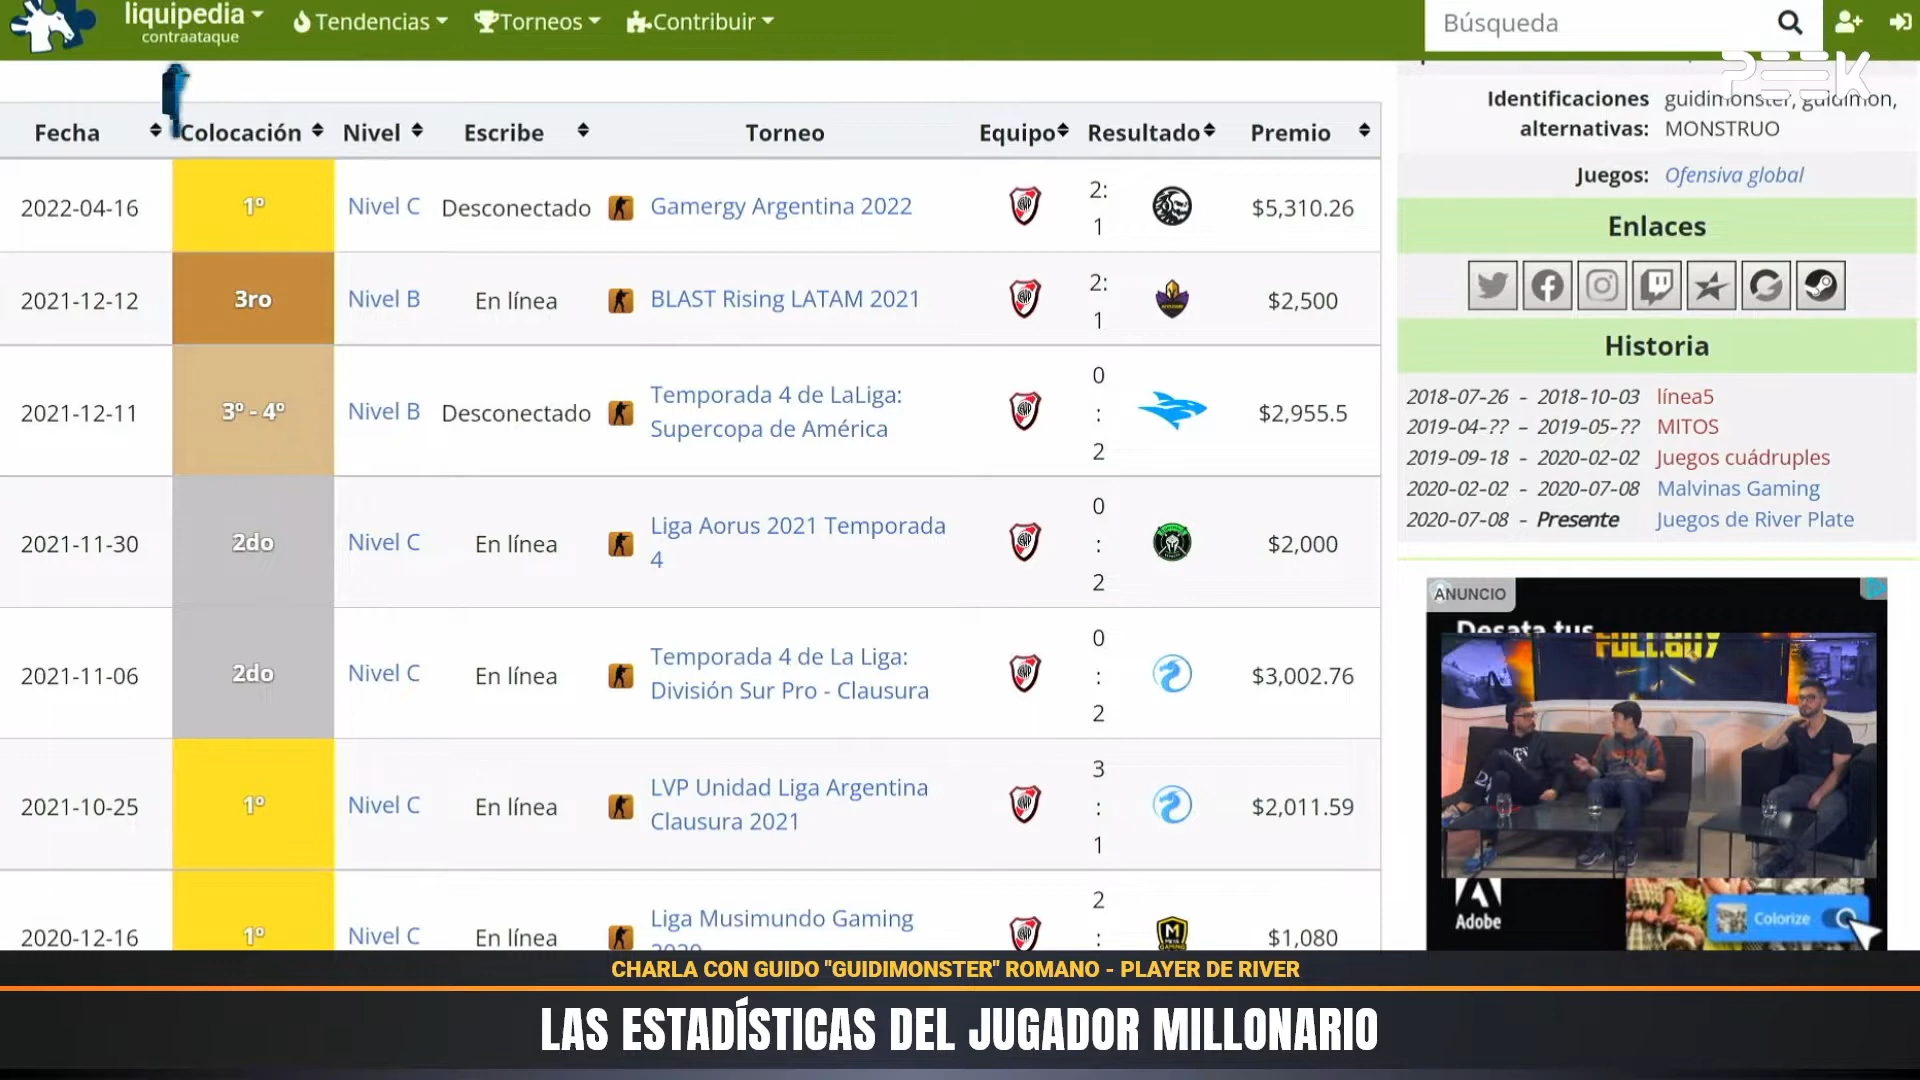 liquipedia
contraataque
Tendencias
Torneos
Contribuir
Búsqueda
PEEK
Identificaciones alternativas: guidimonster, guidimon, MONSTRUO
Juegos: Ofensiva global
Enlaces
Historia
2018-07-26 - 2018-10-03 línea5
2019-04-?? - 2019-05-?? MITOS
2019-09-18 - 2020-02-02 Juegos cuádruples
2020-02-02 - 2020-07-08 Malvinas Gaming
2020-07-08 - Presente Juegos de River Plate
Fecha Colocación Nivel Escribe Torneo Equipo Resultado Premio
2022-04-16 1º Nivel C Desconectado Gamergy Argentina 2022 2: 1 $5,310.26
2021-12-12 3ro Nivel B En línea BLAST Rising LATAM 2021 2: 1 $2,500
2021-12-11 3º - 4º Nivel B Desconectado Temporada 4 de LaLiga: Supercopa de América 0 : 2 $2,955.5
2021-11-30 2do Nivel C En línea Liga Aorus 2021 Temporada 4 0 : 2 $2,000
2021-11-06 2do Nivel C En línea Temporada 4 de La Liga: División Sur Pro - Clausura 0 : 2 $3,002.76
2021-10-25 1º Nivel C En línea LVP Unidad Liga Argentina Clausura 2021 3 : 1 $2,011.59
2020-12-16 1º Nivel C En línea Liga Musimundo Gaming 2020 2 : $1,080
ANUNCIO
Desata tus
FULLBUY
Adobe
Colorize
CHARLA CON GUIDO "GUIDIMONSTER" ROMANO - PLAYER DE RIVER
LAS ESTADÍSTICAS DEL JUGADOR MILLONARIO